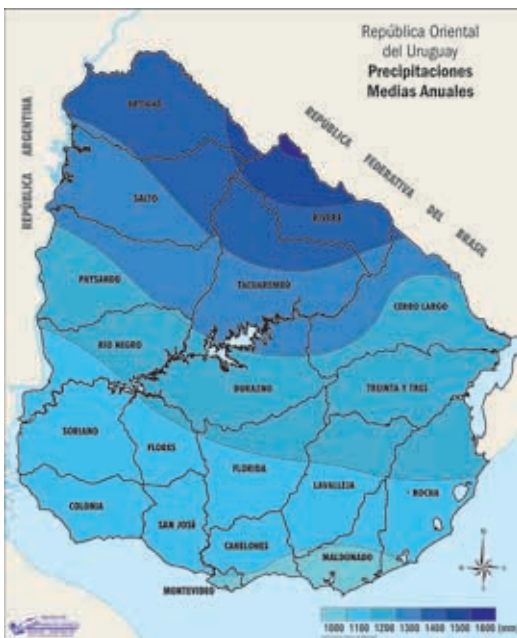 República Oriental
del Uruguay
Precipitaciones
Medias Anuales
REPÚBLICA ARGENTINA
REPÚBLICA FEDERATIVA DEL BRASIL
ARTIGAS
SALTO
RIVERA
PAYSANDÚ
TACUAREMBÓ
CERRO LARGO
RÍO NEGRO
DURAZNO
TREINTA Y TRES
SORIANO
FLORES
FLORIDA
LAVALLEJA
ROCHA
COLONIA
SAN JOSÉ
CANELONES
MALDONADO
MONTEVIDEO
1000 1100 1200 1300 1400 1500 1600 (mm)